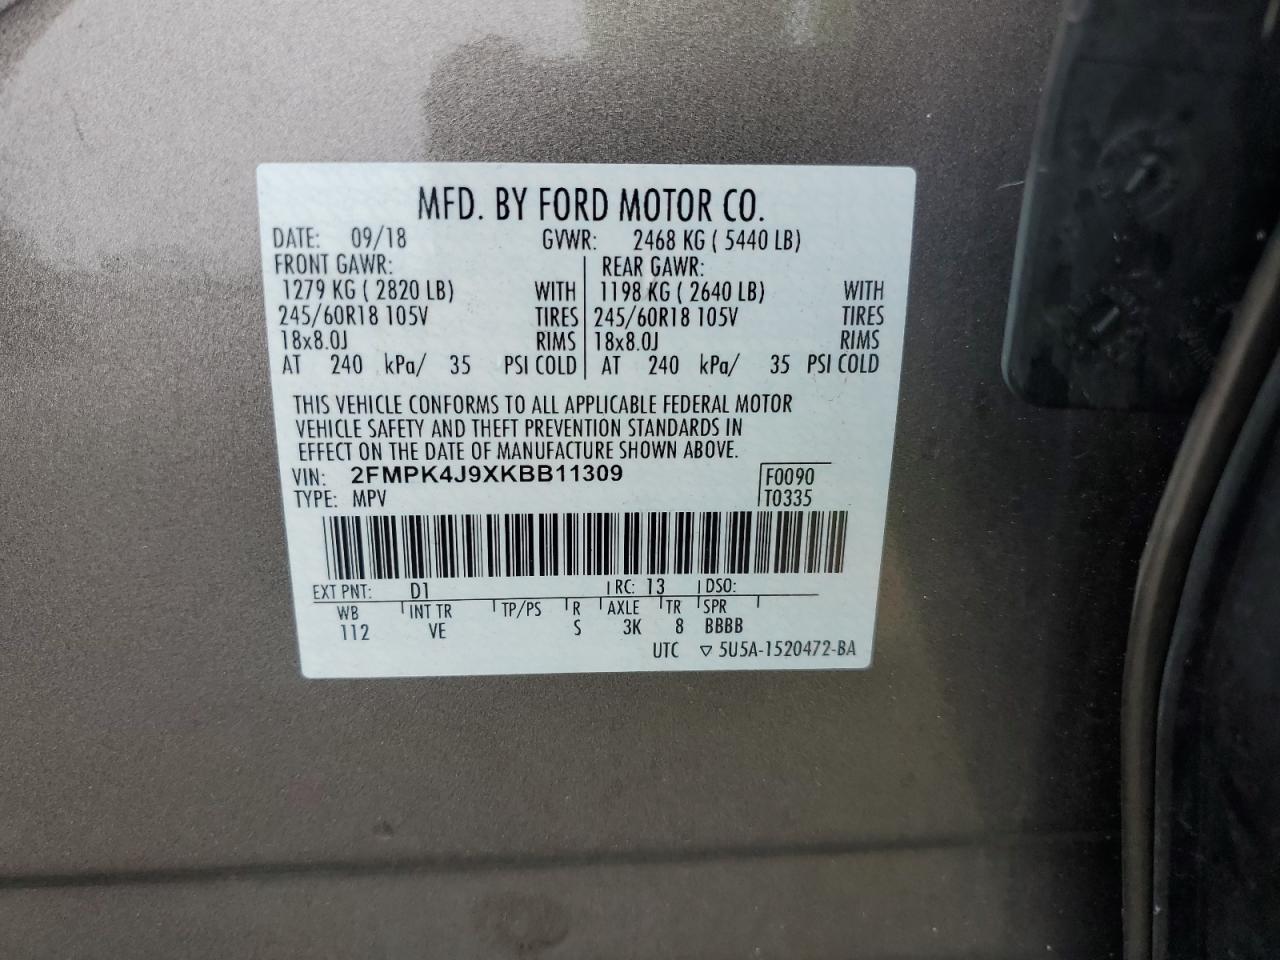 MFD. BY FORD MOTOR CO.
DATE: 09/18 GVWR: 2468 KG ( 5440 LB)
FRONT GAWR: REAR GAWR:
1279 KG ( 2820 LB) WITH 1198 KG ( 2640 LB) WITH
245/60R18 105V TIRES 245/60R18 105V TIRES
18x8.0J RIMS 18x8.0J RIMS
AT 240 kPa/ 35 PSI COLD AT 240 kPa/ 35 PSI COLD
THIS VEHICLE CONFORMS TO ALL APPLICABLE FEDERAL MOTOR
VEHICLE SAFETY AND THEFT PREVENTION STANDARDS IN
EFFECT ON THE DATE OF MANUFACTURE SHOWN ABOVE.
VIN: 2FMPK4J9XKBB11309 F0090
TYPE: MPV T0335
EXT PNT: D1 RC: 13 DSO:
WB INT TR TP/PS R AXLE TR SPR
112 VE S 3K 8 BBBB
UTC ▽ 5U5A-1520472-BA